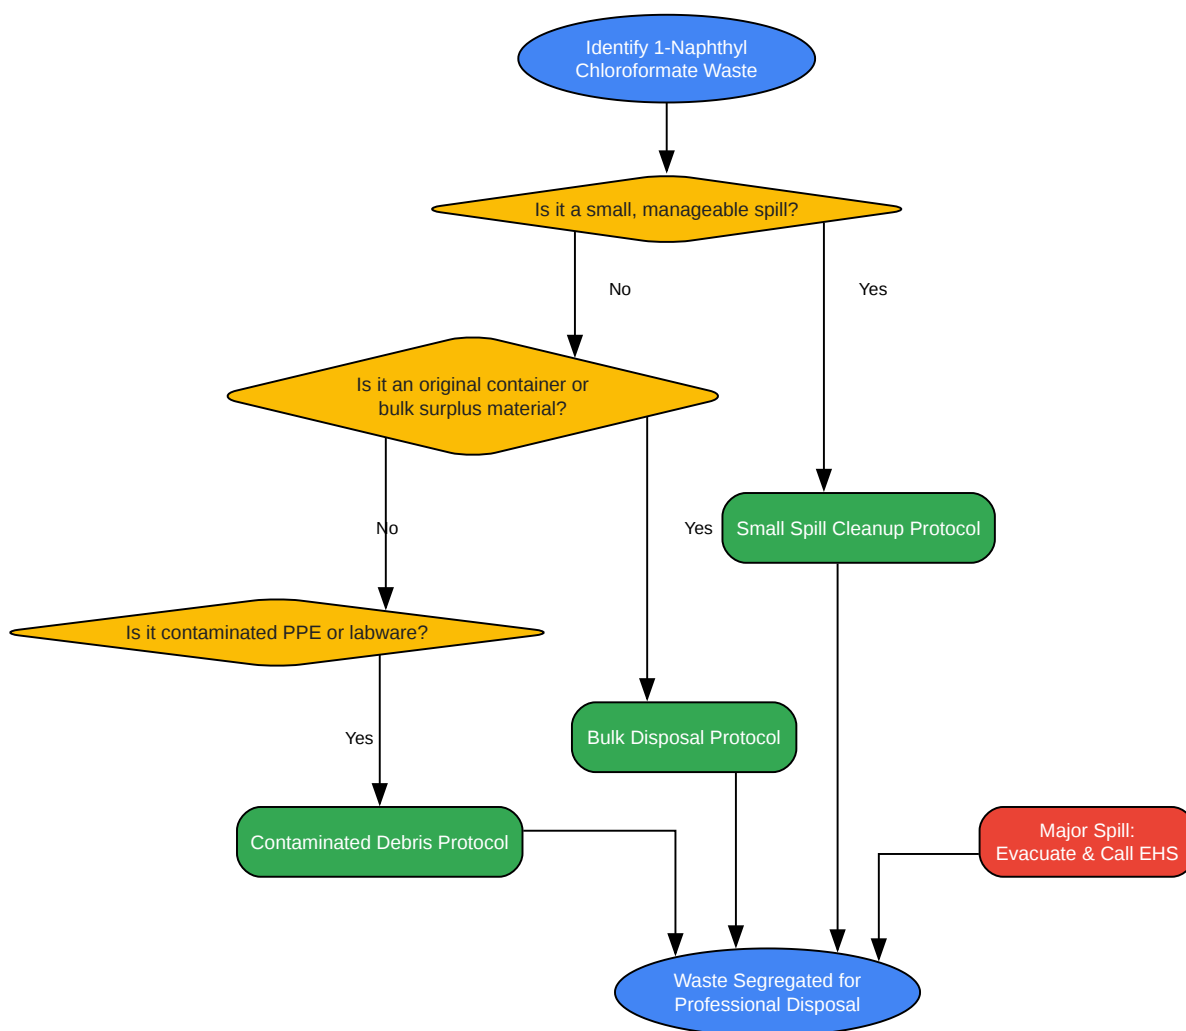 Identify 1-Naphthyl
Chloroformate Waste
Is it a small, manageable spill?
No
Yes
Is it an original container or
bulk surplus material?
No
Yes
Small Spill Cleanup Protocol
Is it contaminated PPE or labware?
Yes
Bulk Disposal Protocol
Contaminated Debris Protocol
Major Spill:
Evacuate & Call EHS
Waste Segregated for
Professional Disposal